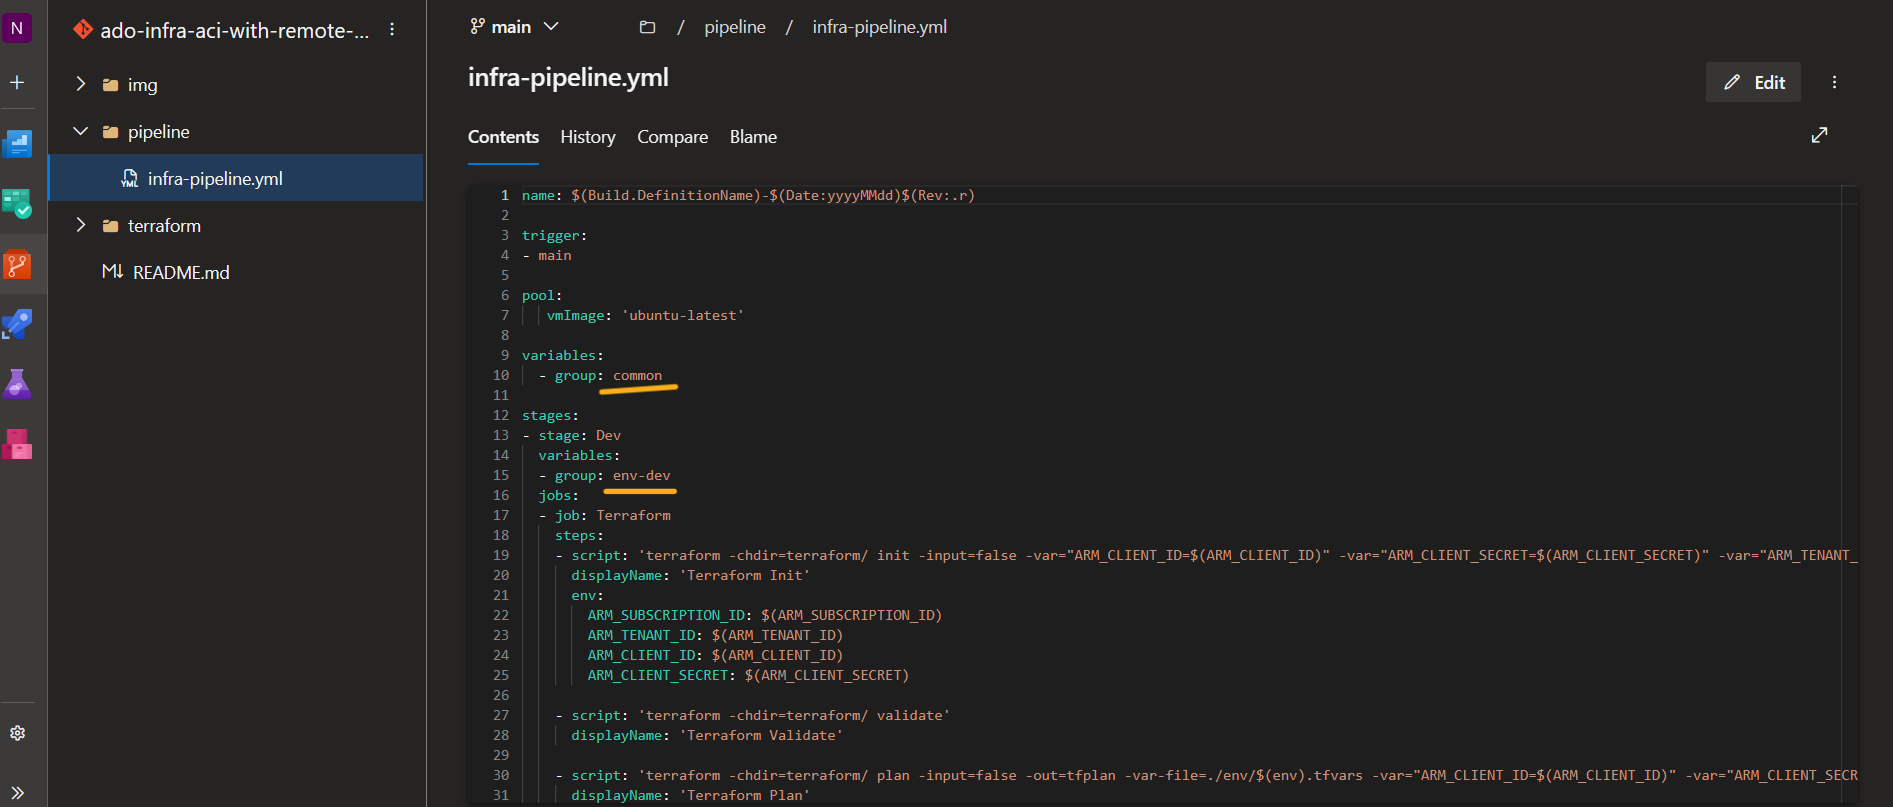 N
ado-infra-aci-with-remote-...
img
pipeline
infra-pipeline.yml
terraform
README.md
main
/ pipeline / infra-pipeline.yml
infra-pipeline.yml
Edit
Contents History Compare Blame
1 name: $(Build.DefinitionName)-$(Date:yyyyMMdd)$(Rev:.r)
2
3 trigger:
4 - main
5
6 pool:
7 vmImage: 'ubuntu-latest'
8
9 variables:
10 - group: common
11
12 stages:
13 - stage: Dev
14 variables:
15 - group: env-dev
16 jobs:
17 - job: Terraform
18 steps:
19 - script: 'terraform -chdir=terraform/ init -input=false -var="ARM_CLIENT_ID=$(ARM_CLIENT_ID)" -var="ARM_CLIENT_SECRET=$(ARM_CLIENT_SECRET)" -var="ARM_TENANT_
20 displayName: 'Terraform Init'
21 env:
22 ARM_SUBSCRIPTION_ID: $(ARM_SUBSCRIPTION_ID)
23 ARM_TENANT_ID: $(ARM_TENANT_ID)
24 ARM_CLIENT_ID: $(ARM_CLIENT_ID)
25 ARM_CLIENT_SECRET: $(ARM_CLIENT_SECRET)
26
27 - script: 'terraform -chdir=terraform/ validate'
28 displayName: 'Terraform Validate'
29
30 - script: 'terraform -chdir=terraform/ plan -input=false -out=tfplan -var-file=./env/$(env).tfvars -var="ARM_CLIENT_ID=$(ARM_CLIENT_ID)" -var="ARM_CLIENT_SECR
31 displayName: 'Terraform Plan'